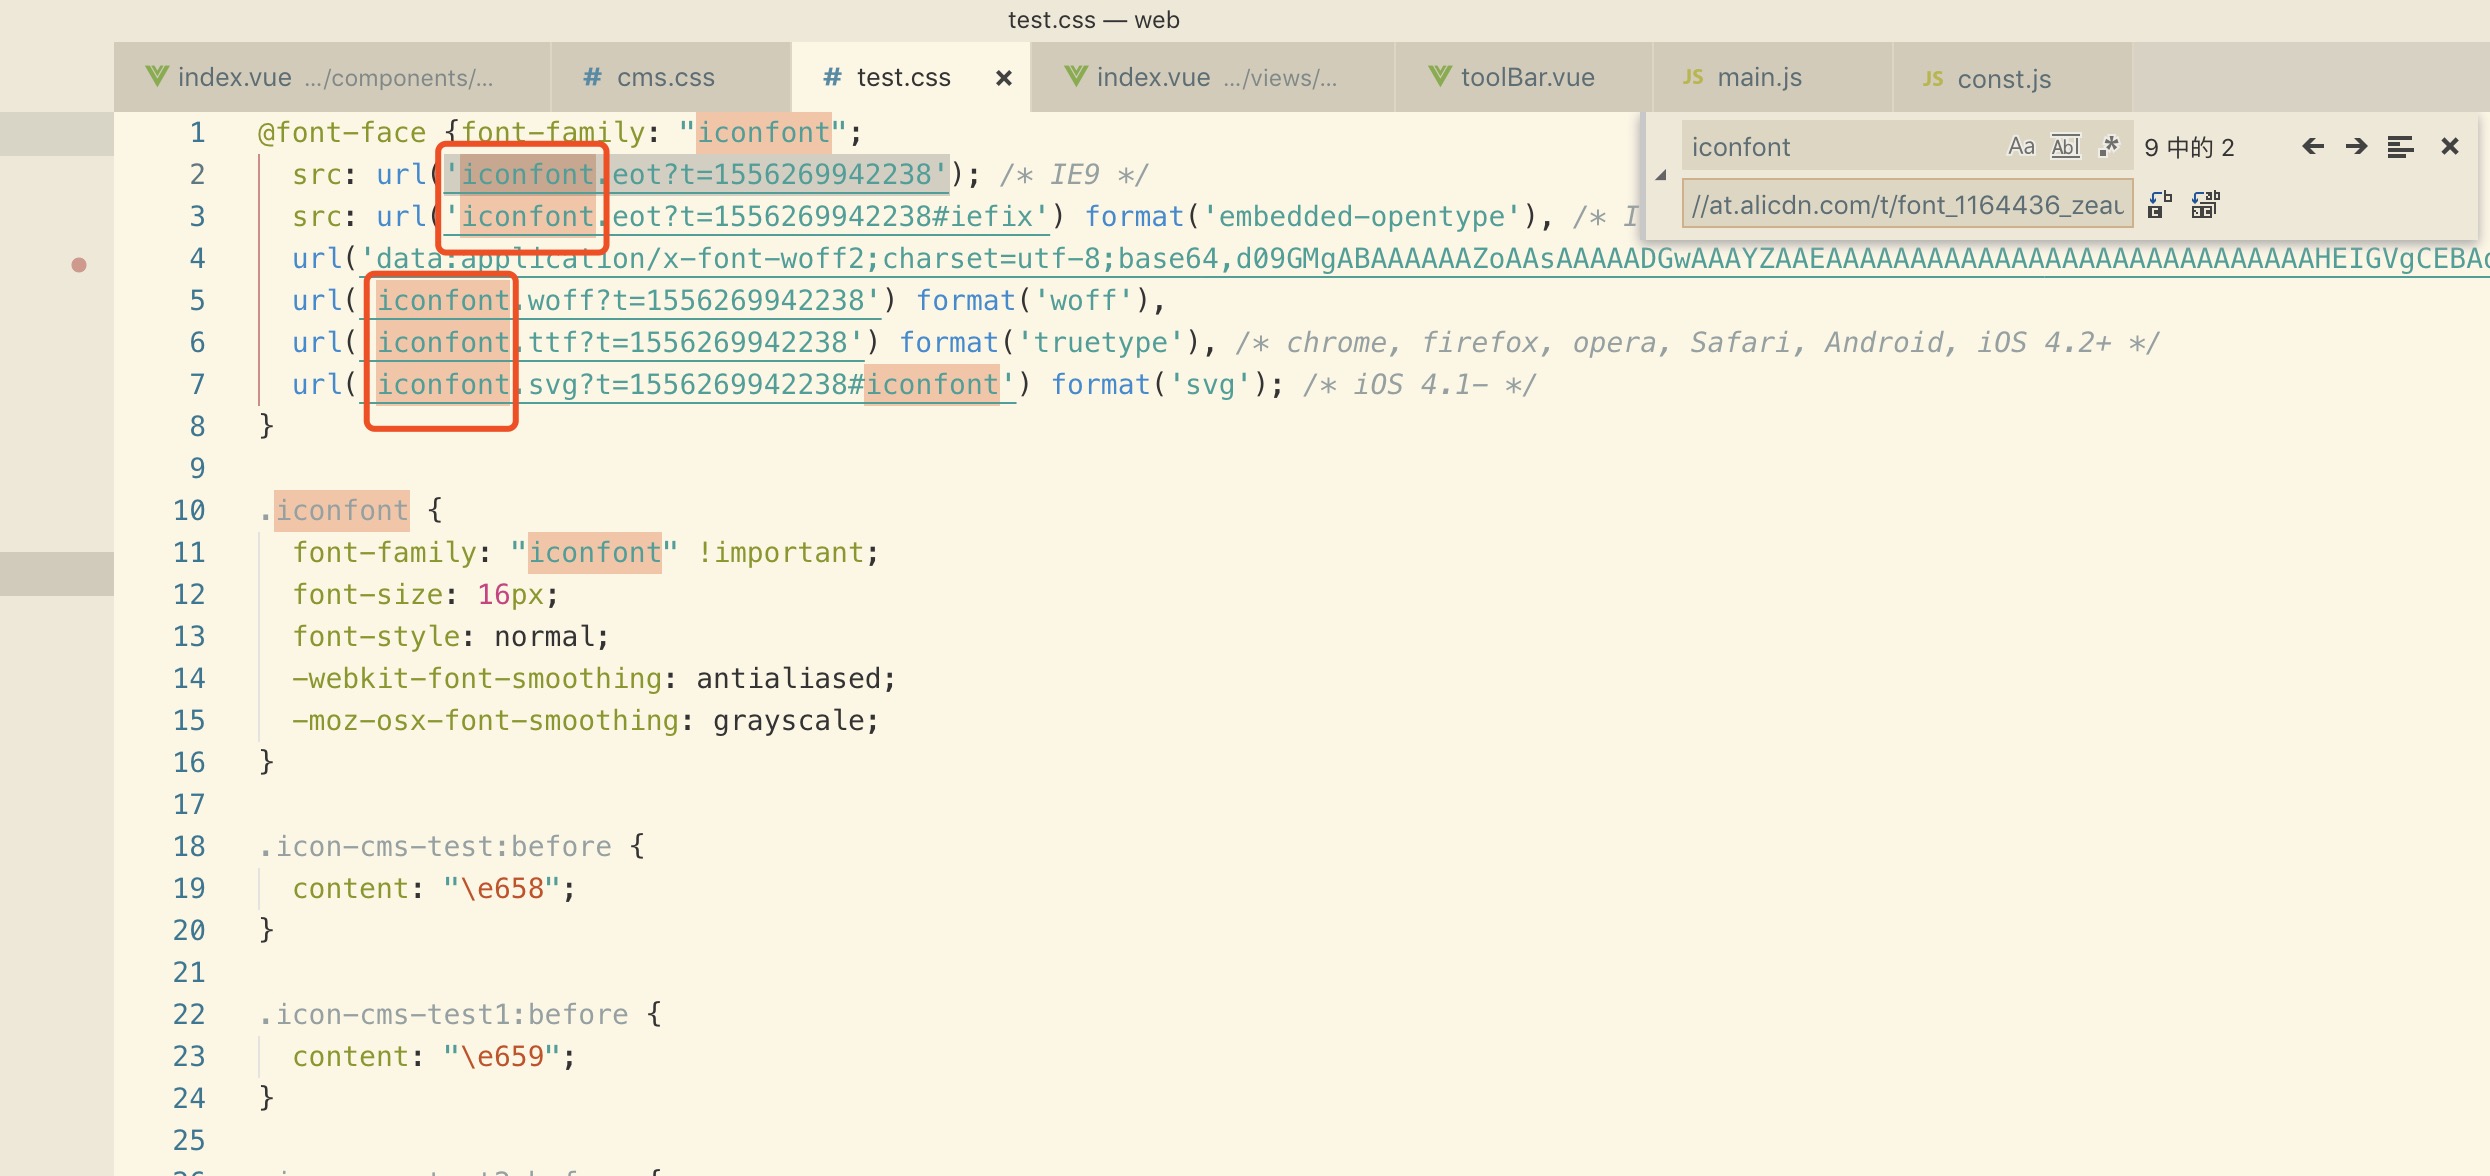 test.css — web
index.vue .../components/...
# cms.css
# test.css ×
index.vue .../views/...
toolBar.vue
JS main.js
JS const.js
iconfont Aa Abl .* 9 中的 2
//at.alicdn.com/t/font_1164436_zeau
1 @font-face {font-family: "iconfont";
2 src: url('iconfont.eot?t=1556269942238'); /* IE9 */
3 src: url('iconfont.eot?t=1556269942238#iefix') format('embedded-opentype'), /* I
4 url('data:application/x-font-woff2;charset=utf-8;base64,d09GMgABAAAAAAZoAAsAAAAADGwAAAYZAAEAAAAAAAAAAAAAAAAAAAAAAAAAAAAAHEIGVgCEBA
5 url( iconfont.woff?t=1556269942238') format('woff'),
6 url( iconfont.ttf?t=1556269942238') format('truetype'), /* chrome, firefox, opera, Safari, Android, iOS 4.2+ */
7 url( iconfont.svg?t=1556269942238#iconfont') format('svg'); /* iOS 4.1- */
8 }
9
10 .iconfont {
11 font-family: "iconfont" !important;
12 font-size: 16px;
13 font-style: normal;
14 -webkit-font-smoothing: antialiased;
15 -moz-osx-font-smoothing: grayscale;
16 }
17
18 .icon-cms-test:before {
19 content: "\e658";
20 }
21
22 .icon-cms-test1:before {
23 content: "\e659";
24 }
25